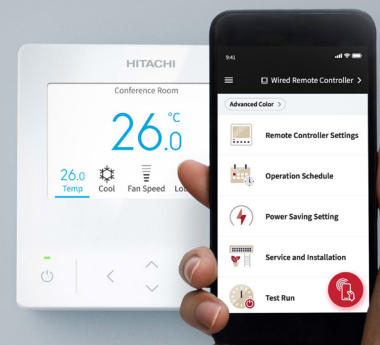 HITACHI
Conference Room
26.0 °C
26.0
Temp
Cool
Fan Speed
9:41
Wired Remote Controller
Advanced Color
Remote Controller Settings
Operation Schedule
Power Saving Setting
Service and Installation
Test Run